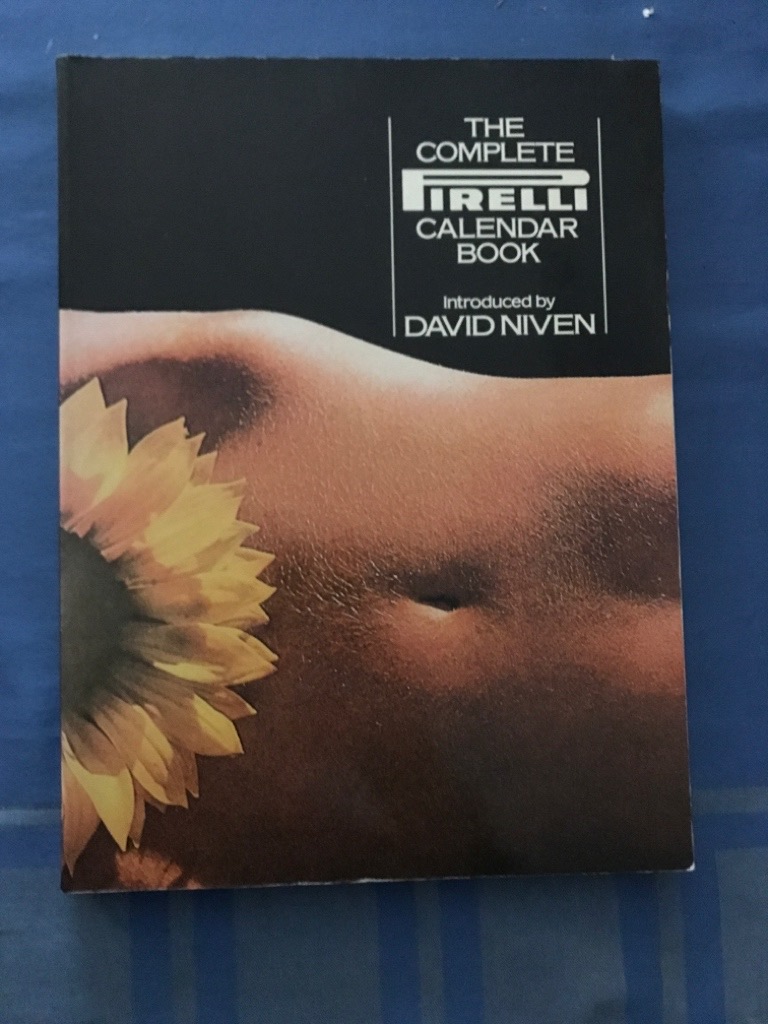 THE
COMPLETE
PIRELLI
CALENDAR
BOOK
Introduced by
DAVID NIVEN